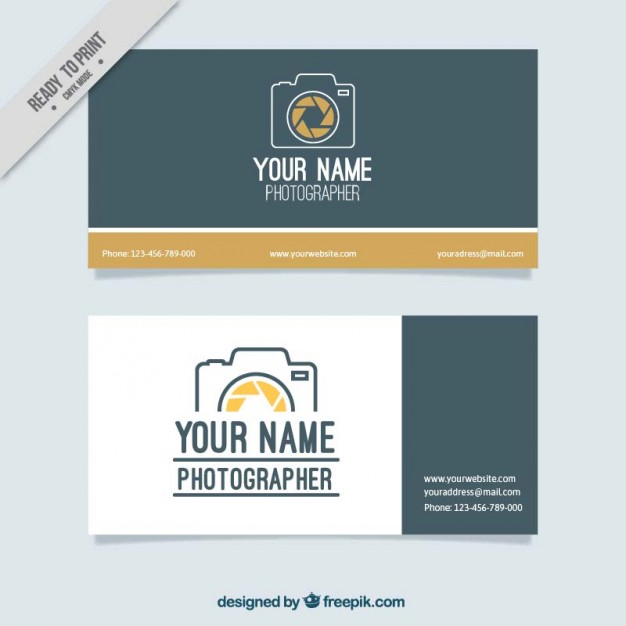 READY TO PRINT
CMYK MODE
YOUR NAME
PHOTOGRAPHER
Phone: 123-456-789-000 www.yourwebsite.com youradress@mail.com
YOUR NAME
PHOTOGRAPHER
www.yourwebsite.com
youraddress@mail.com
Phone: 123-456-789-000
designed by freepik.com